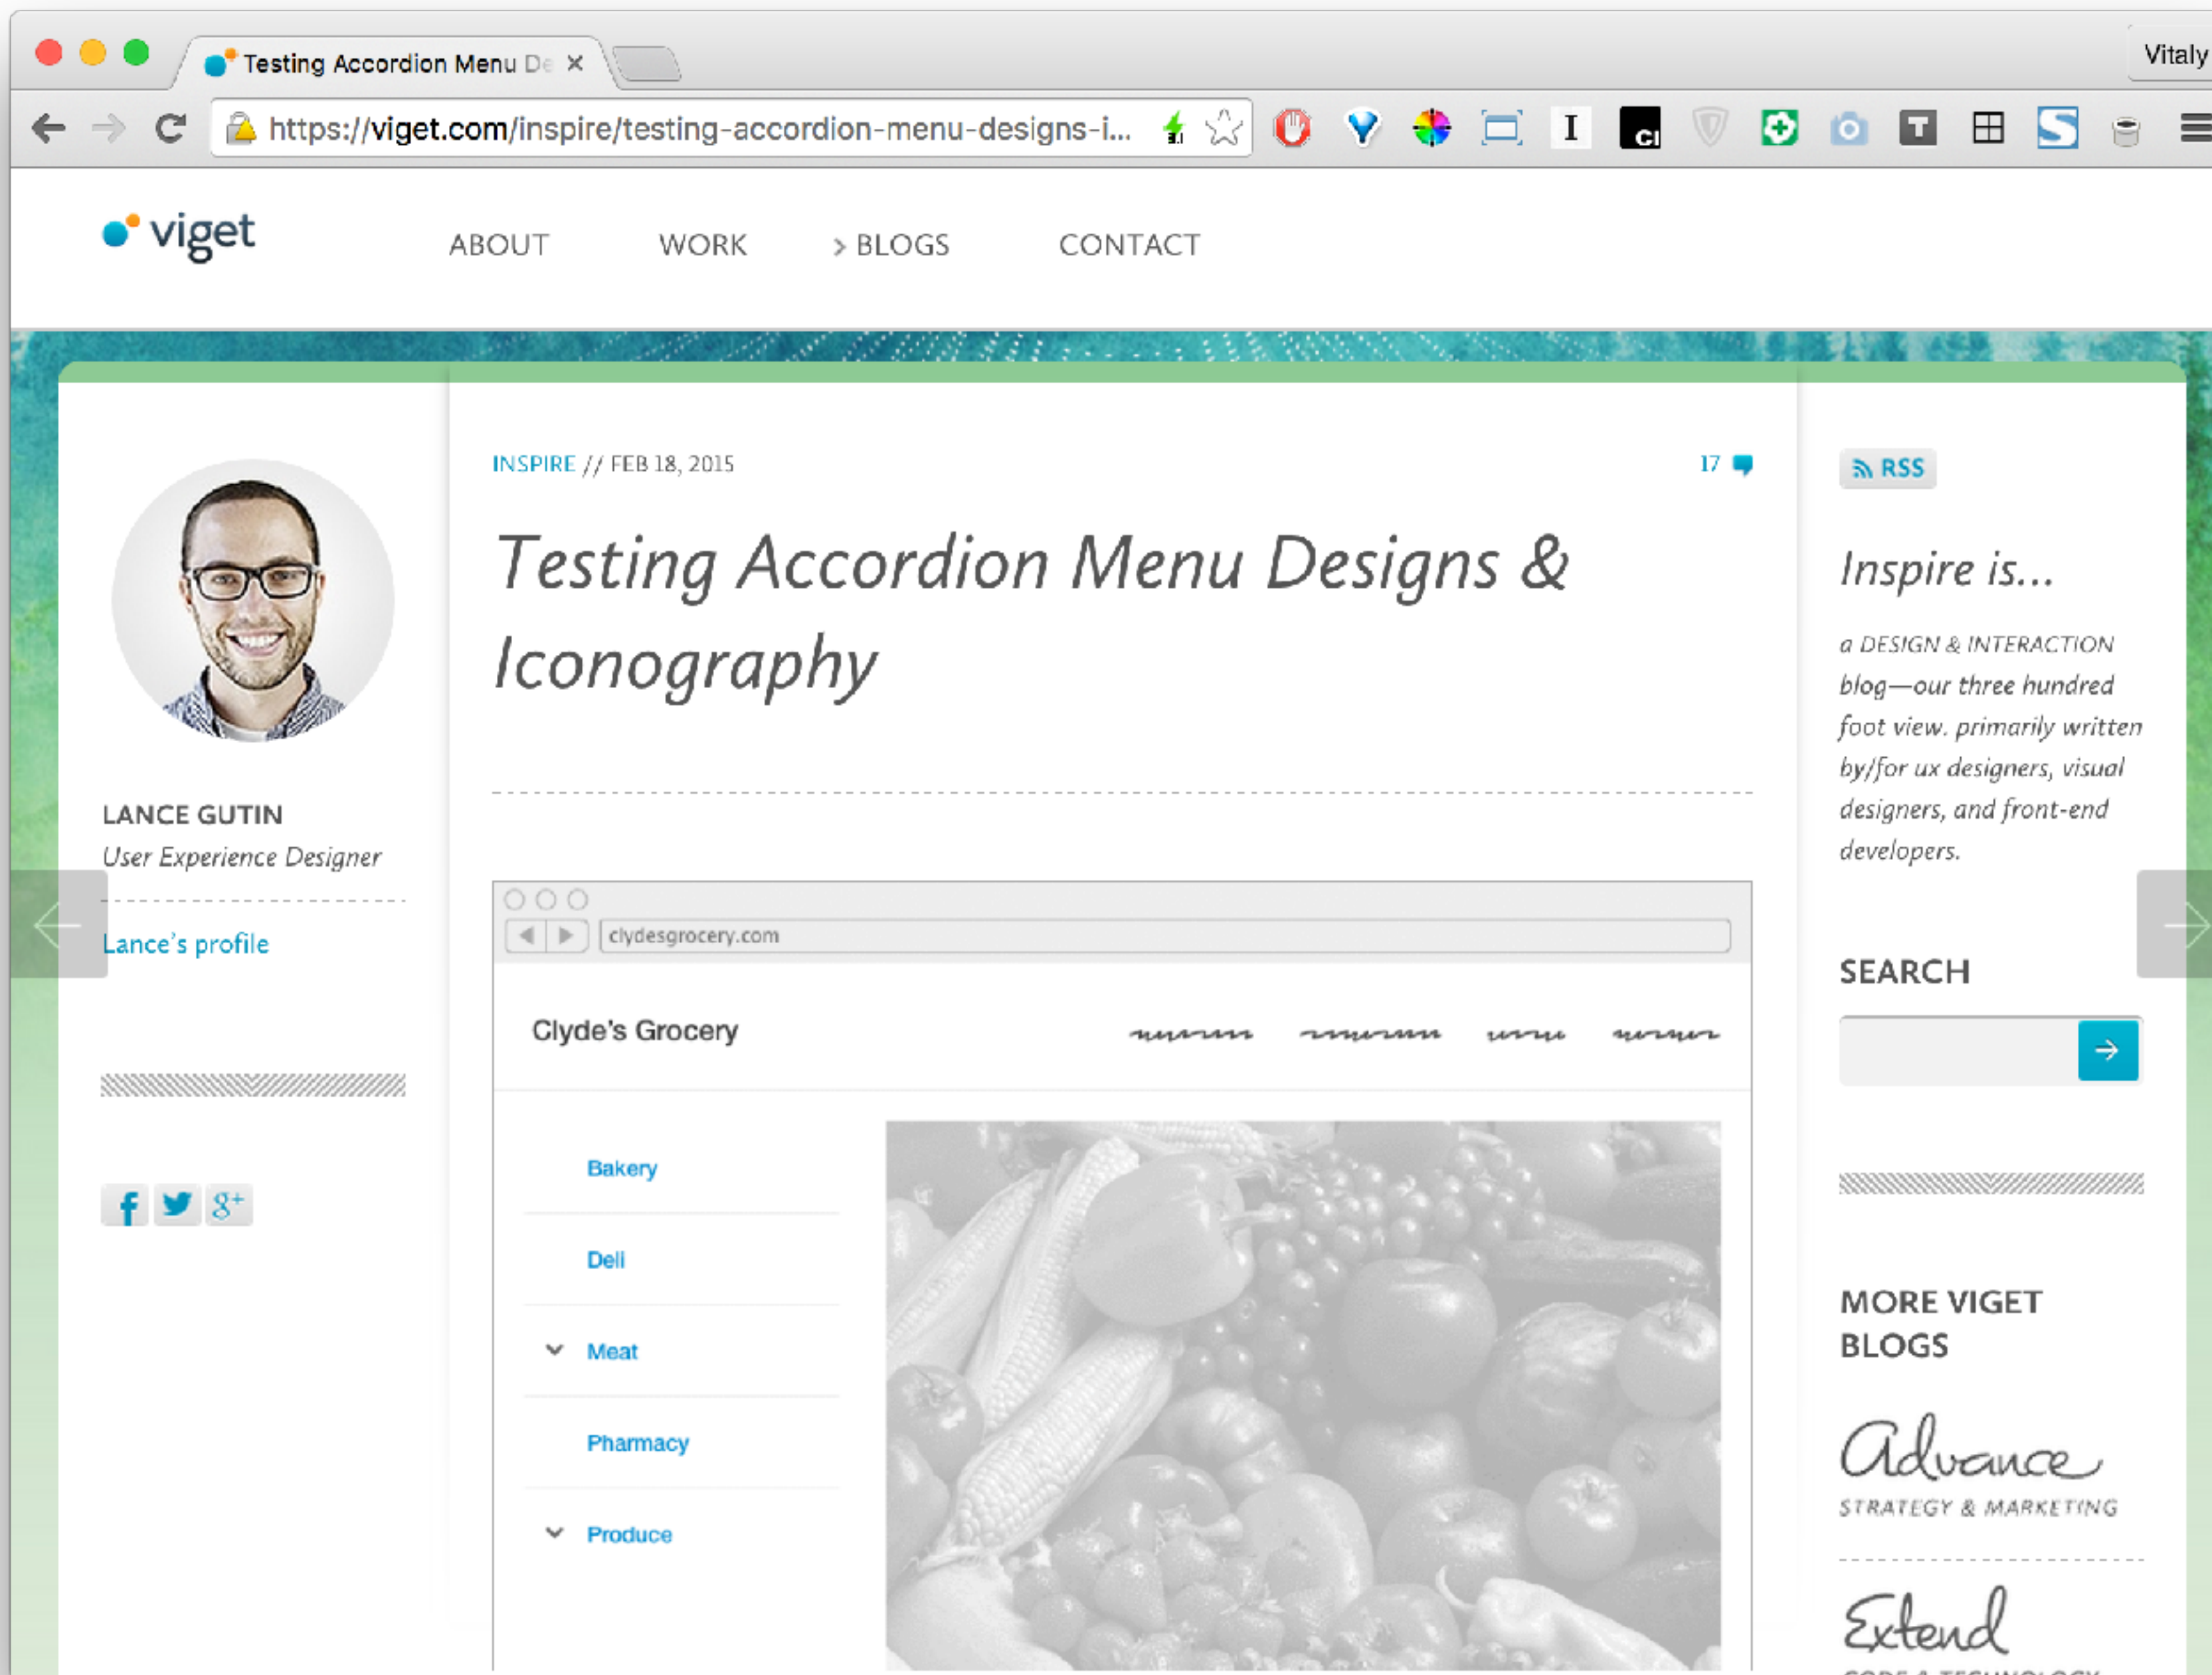 Testing Accordion Menu De
Vitaly
https://viget.com/inspire/testing-accordion-menu-designs-i...
viget
ABOUT
WORK
> BLOGS
CONTACT
LANCE GUTIN
User Experience Designer
Lance's profile
INSPIRE // FEB 18, 2015
17
Testing Accordion Menu Designs &
Iconography
clydesgrocery.com
Clyde's Grocery
Bakery
Deli
Meat
Pharmacy
Produce
RSS
Inspire is...
a DESIGN & INTERACTION
blog—our three hundred
foot view. primarily written
by/for ux designers, visual
designers, and front-end
developers.
SEARCH
MORE VIGET
BLOGS
Advance
STRATEGY & MARKETING
Extend
CODE & TECHNOLOGY